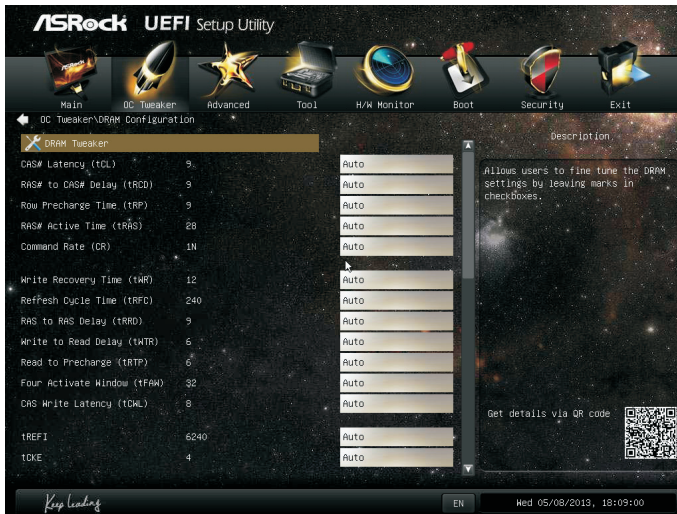 ASRock UEFI Setup Utility
ASRock
Main OC Tweaker Advanced Tool H/W Monitor Boot Security Exit
OC Tweaker\DRAM Configuration
Description
DRAM Tweaker
CAS# Latency (tCL) 9 Auto
Allows users to fine tune the DRAM
settings by leaving marks in
checkboxes.
RAS# to CAS# Delay (tRCD) 9 Auto
Row Precharge Time (tRP) 9 Auto
RAS# Active Time (tRAS) 28 Auto
Command Rate (CR) 1N Auto
Write Recovery Time (tWR) 12 Auto
Refresh Cycle Time (tRFC) 240 Auto
RAS to RAS Delay (tRRD) 9 Auto
Write to Read Delay (tWTR) 6 Auto
Read to Precharge (tRTP) 6 Auto
Four Activate Window (tFAW) 32 Auto
CAS Write Latency (tCWL) 8 Auto
Get details via QR code
tREFI 6240 Auto
tCKE 4 Auto
Keep Leading
EN
Wed 05/08/2013, 18:09:00